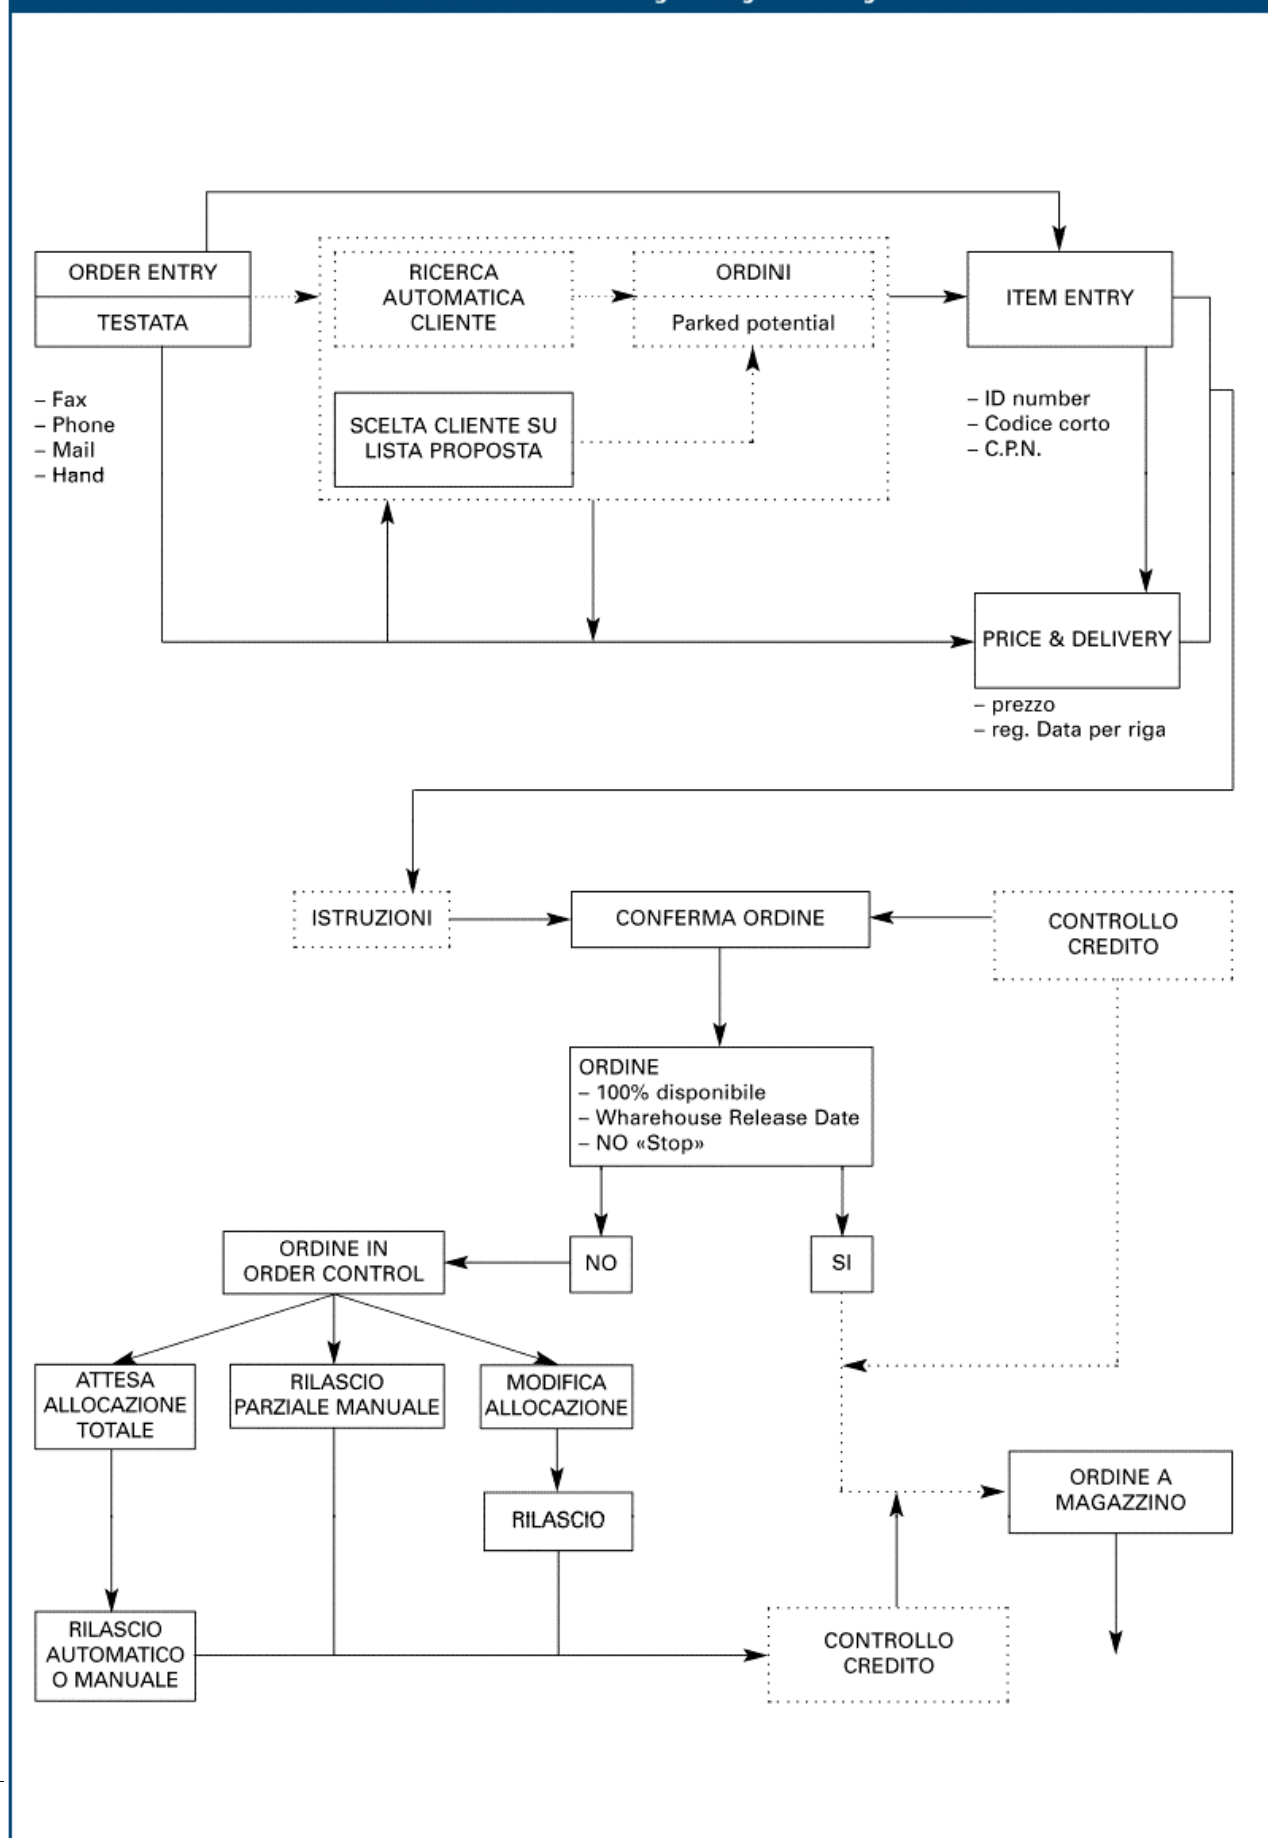 ORDER ENTRY
TESTATA
– Fax
– Phone
– Mail
– Hand
RICERCA
AUTOMATICA
CLIENTE
ORDINI
Parked potential
SCELTA CLIENTE SU
LISTA PROPOSTA
ITEM ENTRY
– ID number
– Codice corto
– C.P.N.
PRICE & DELIVERY
– prezzo
– reg. Data per riga
ISTRUZIONI
CONFERMA ORDINE
CONTROLLO
CREDITO
ORDINE
– 100% disponibile
– Wharehouse Release Date
– NO «Stop»
NO
SI
ORDINE IN
ORDER CONTROL
ATTESA
ALLOCAZIONE
TOTALE
RILASCIO
PARZIALE MANUALE
MODIFICA
ALLOCAZIONE
RILASCIO
ORDINE A
MAGAZZINO
RILASCIO
AUTOMATICO
O MANUALE
CONTROLLO
CREDITO